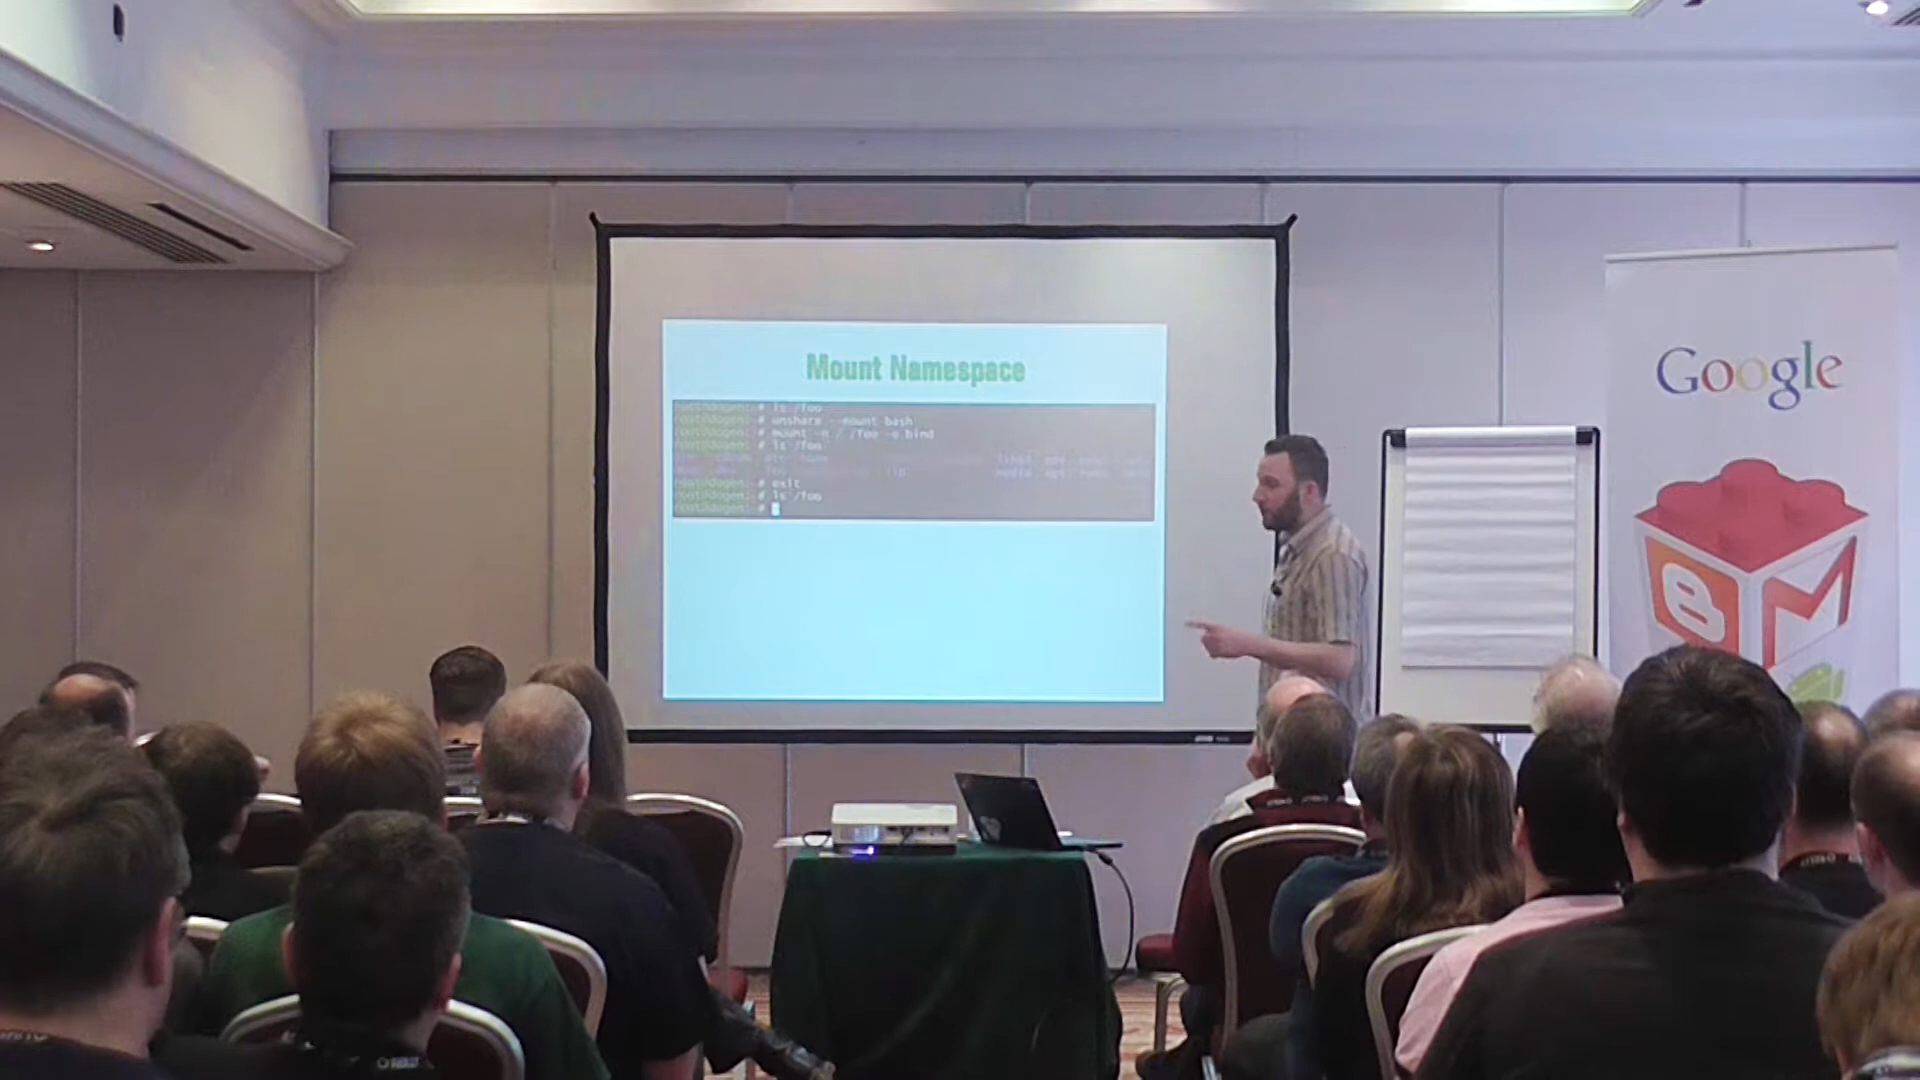 Mount Namespace
root@dogen:~# ls /foo
root@dogen:~# unshare --mount bash
root@dogen:~# mount -n / /foo -o bind
root@dogen:~# ls /foo
root@dogen:~# exit
root@dogen:~# ls /foo
root@dogen:~#
Google